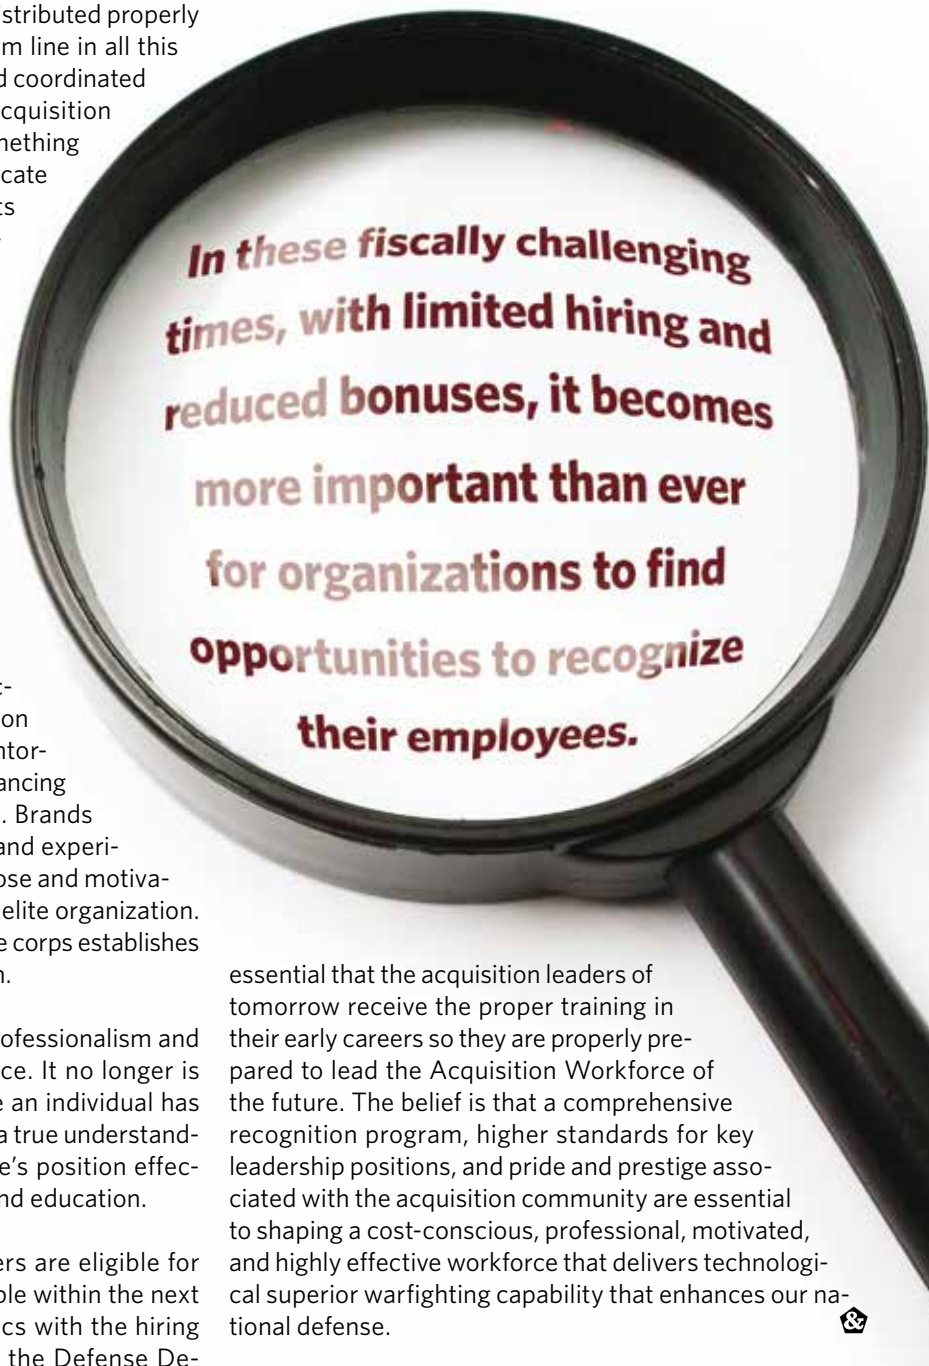 istributed properly
m line in all this
d coordinated
cquisition
nething
cate
ts
c-
on
ntor-
ancing
. Brands
and experi-
ose and motiva-
elite organization.
e corps establishes
n.
ofessionalism and
ce. It no longer is
e an individual has
a true understand-
e's position effec-
nd education.
ers are eligible for
ble within the next
ics with the hiring
the Defense De-
In these fiscally challenging
times, with limited hiring and
reduced bonuses, it becomes
more important than ever
for organizations to find
opportunities to recognize
their employees.
essential that the acquisition leaders of
tomorrow receive the proper training in
their early careers so they are properly pre-
pared to lead the Acquisition Workforce of
the future. The belief is that a comprehensive
recognition program, higher standards for key
leadership positions, and pride and prestige asso-
ciated with the acquisition community are essential
to shaping a cost-conscious, professional, motivated,
and highly effective workforce that delivers technologi-
cal superior warfighting capability that enhances our na-
tional defense. &